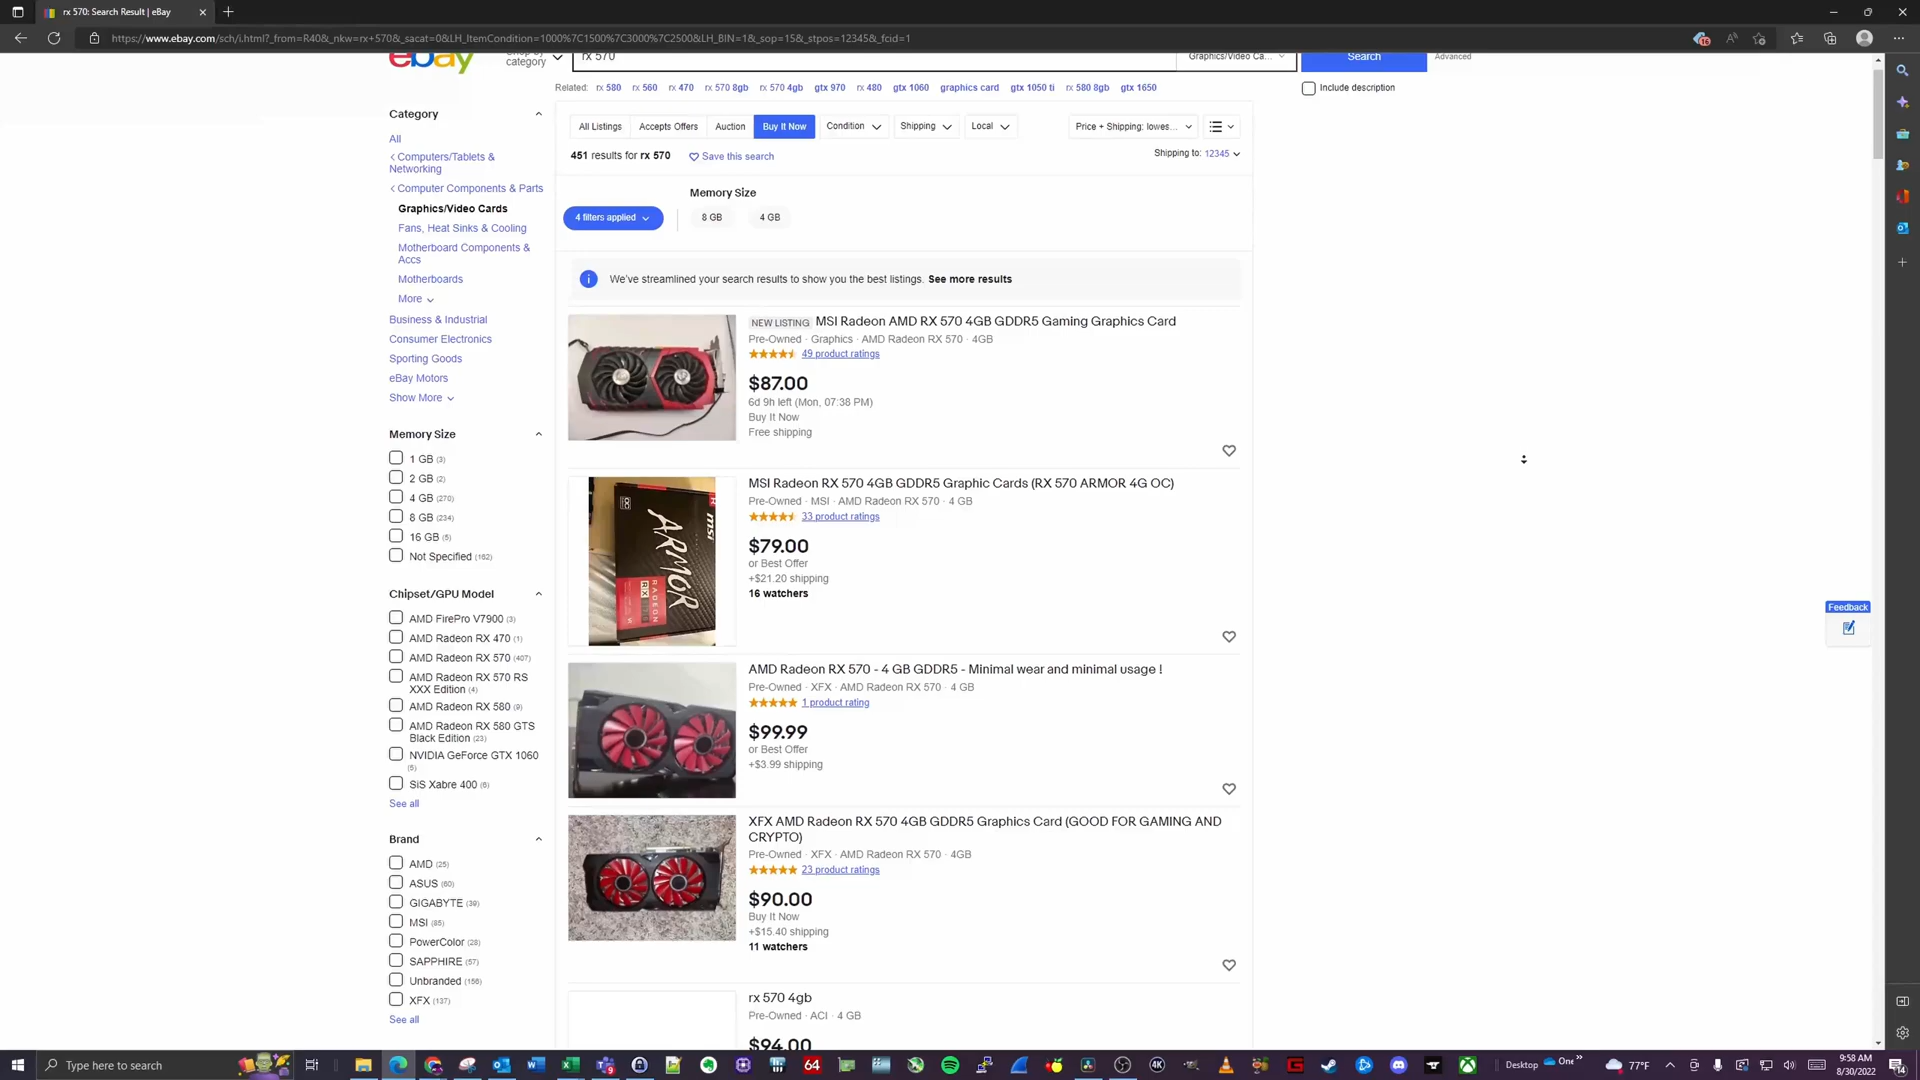 rx 570: Search Result | eBay
https://www.ebay.com/sch/i.html?_from=R40&_nkw=rx+570&_sacat=0&LH_ItemCondition=1000%7C1500%7C3000%7C2500&LH_BIN=1&_sop=15&_stpos=12345&_fcid=1
ebay
Shop by
category
rx 570
Graphics/Video Ca...
Search
Advanced
Related: rx 580 rx 560 rx 470 rx 570 8gb rx 570 4gb gtx 970 rx 480 gtx 1060 graphics card gtx 1050 ti rx 580 8gb gtx 1650
Include description
Category
All
Computers/Tablets &
Networking
Computer Components & Parts
Graphics/Video Cards
Fans, Heat Sinks & Cooling
Motherboard Components &
Accs
Motherboards
More
Business & Industrial
Consumer Electronics
Sporting Goods
eBay Motors
Show More
Memory Size
1 GB (3)
2 GB (2)
4 GB (270)
8 GB (234)
16 GB (5)
Not Specified (162)
Chipset/GPU Model
AMD FirePro V7900 (3)
AMD Radeon RX 470 (1)
AMD Radeon RX 570 (407)
AMD Radeon RX 570 RS
XXX Edition (4)
AMD Radeon RX 580 (9)
AMD Radeon RX 580 GTS
Black Edition (23)
NVIDIA GeForce GTX 1060
(5)
SiS Xabre 400 (6)
See all
Brand
AMD (25)
ASUS (60)
GIGABYTE (39)
MSI (85)
PowerColor (28)
SAPPHIRE (57)
Unbranded (156)
XFX (137)
See all
All Listings Accepts Offers Auction Buy It Now Condition Shipping Local Price + Shipping: lowes...
451 results for rx 570 Save this search Shipping to: 12345
Memory Size
4 filters applied 8 GB 4 GB
We've streamlined your search results to show you the best listings. See more results
NEW LISTING MSI Radeon AMD RX 570 4GB GDDR5 Gaming Graphics Card
Pre-Owned · Graphics · AMD Radeon RX 570 · 4GB
49 product ratings
$87.00
6d 9h left (Mon, 07:38 PM)
Buy It Now
Free shipping
MSI Radeon RX 570 4GB GDDR5 Graphic Cards (RX 570 ARMOR 4G OC)
Pre-Owned · MSI · AMD Radeon RX 570 · 4 GB
33 product ratings
$79.00
or Best Offer
+$21.20 shipping
16 watchers
msi
ARMOR
RADEON
RX
AMD Radeon RX 570 - 4 GB GDDR5 - Minimal wear and minimal usage !
Pre-Owned · XFX · AMD Radeon RX 570 · 4 GB
1 product rating
$99.99
or Best Offer
+$3.99 shipping
XFX AMD Radeon RX 570 4GB GDDR5 Graphics Card (GOOD FOR GAMING AND
CRYPTO)
Pre-Owned · XFX · AMD Radeon RX 570 · 4GB
23 product ratings
$90.00
Buy It Now
+$15.40 shipping
11 watchers
rx 570 4gb
Pre-Owned · ACI · 4 GB
$94.00
Feedback
Type here to search
64
4K
Desktop
One
77°F
9:58 AM
8/30/2022